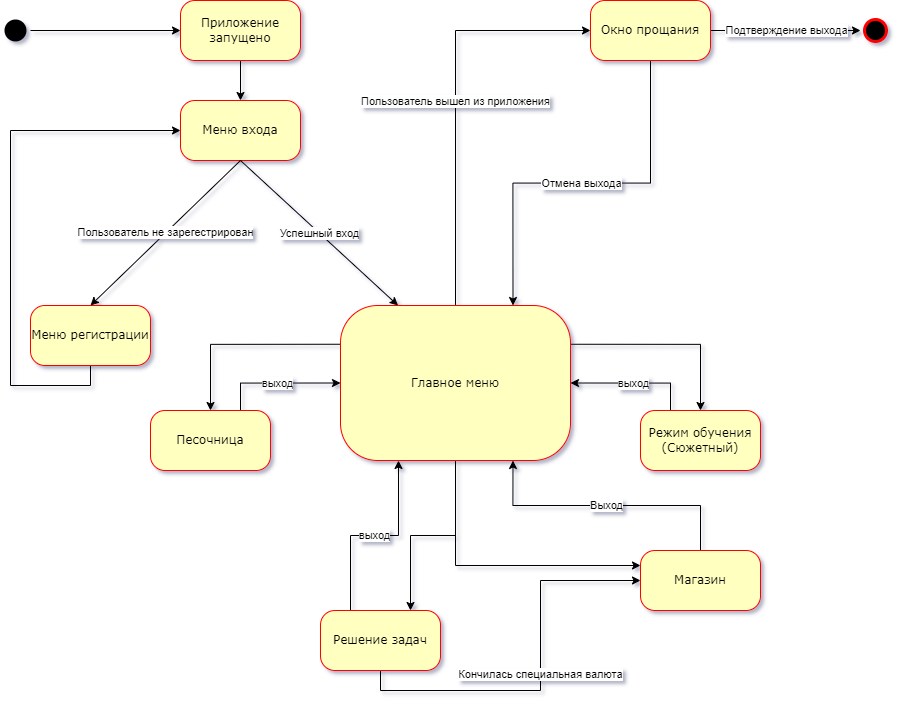 Приложение
запущено
Окно прощания
Подтверждение выхода
Пользователь вышел из приложения
Меню входа
Отмена выхода
Пользователь не зарегестрирован
Успешный вход
Меню регистрации
Главное меню
выход
выход
Песочница
Режим обучения
(Сюжетный)
Выход
выход
Магазин
Решение задач
Кончилась специальная валюта